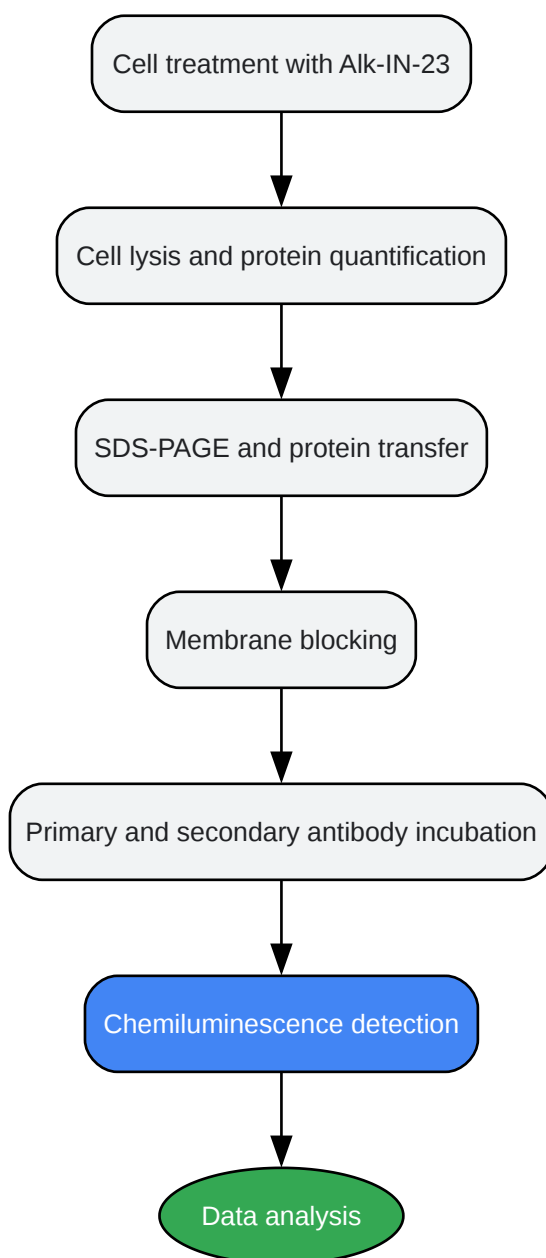 Cell treatment with Alk-IN-23
Cell lysis and protein quantification
SDS-PAGE and protein transfer
Membrane blocking
Primary and secondary antibody incubation
Chemiluminescence detection
Data analysis